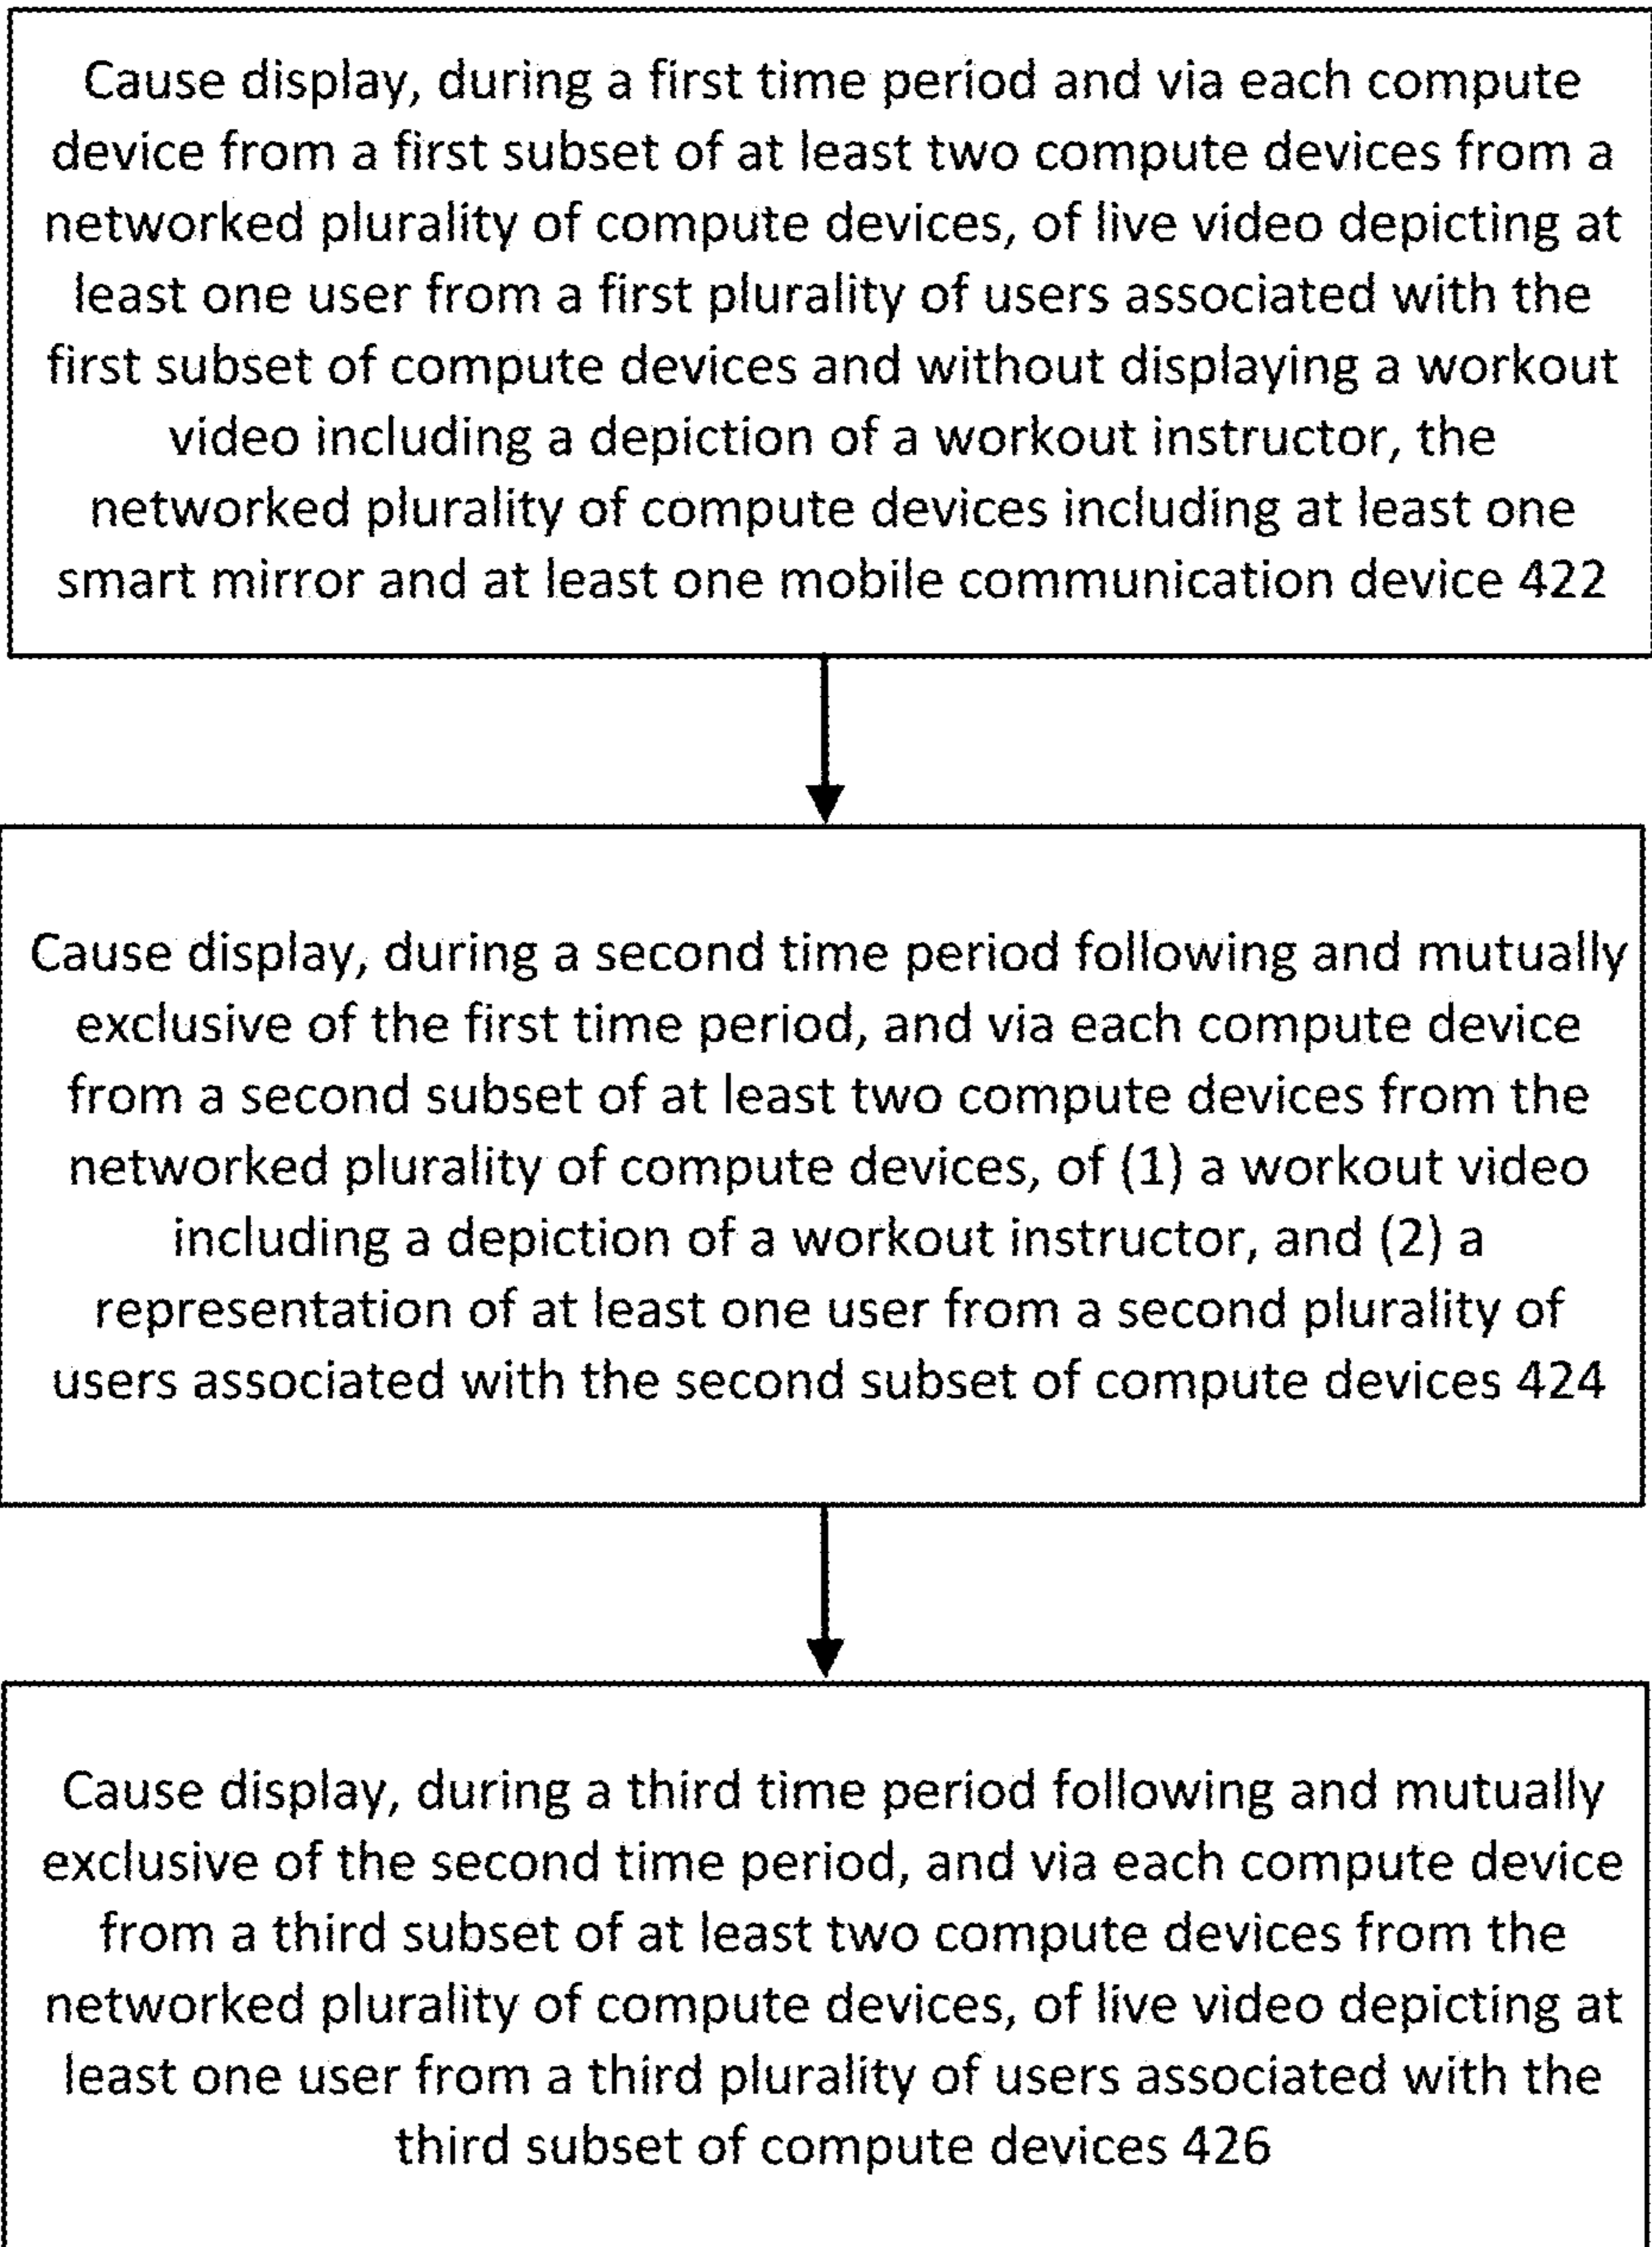 Cause display, during a first time period and via each compute
device from a first subset of at least two compute devices from a
networked plurality of compute devices, of live video depicting at
least one user from a first plurality of users associated with the
first subset of compute devices and without displaying a workout
video including a depiction of a workout instructor, the
networked plurality of compute devices including at least one
smart mirror and at least one mobile communication device 422
Cause display, during a second time period following and mutually
exclusive of the first time period, and via each compute device
from a second subset of at least two compute devices from the
networked plurality of compute devices, of (1) a workout video
including a depiction of a workout instructor, and (2) a
representation of at least one user from a second plurality of
users associated with the second subset of compute devices 424
Cause display, during a third time period following and mutually
exclusive of the second time period, and via each compute device
from a third subset of at least two compute devices from the
networked plurality of compute devices, of live video depicting at
least one user from a third plurality of users associated with the
third subset of compute devices 426